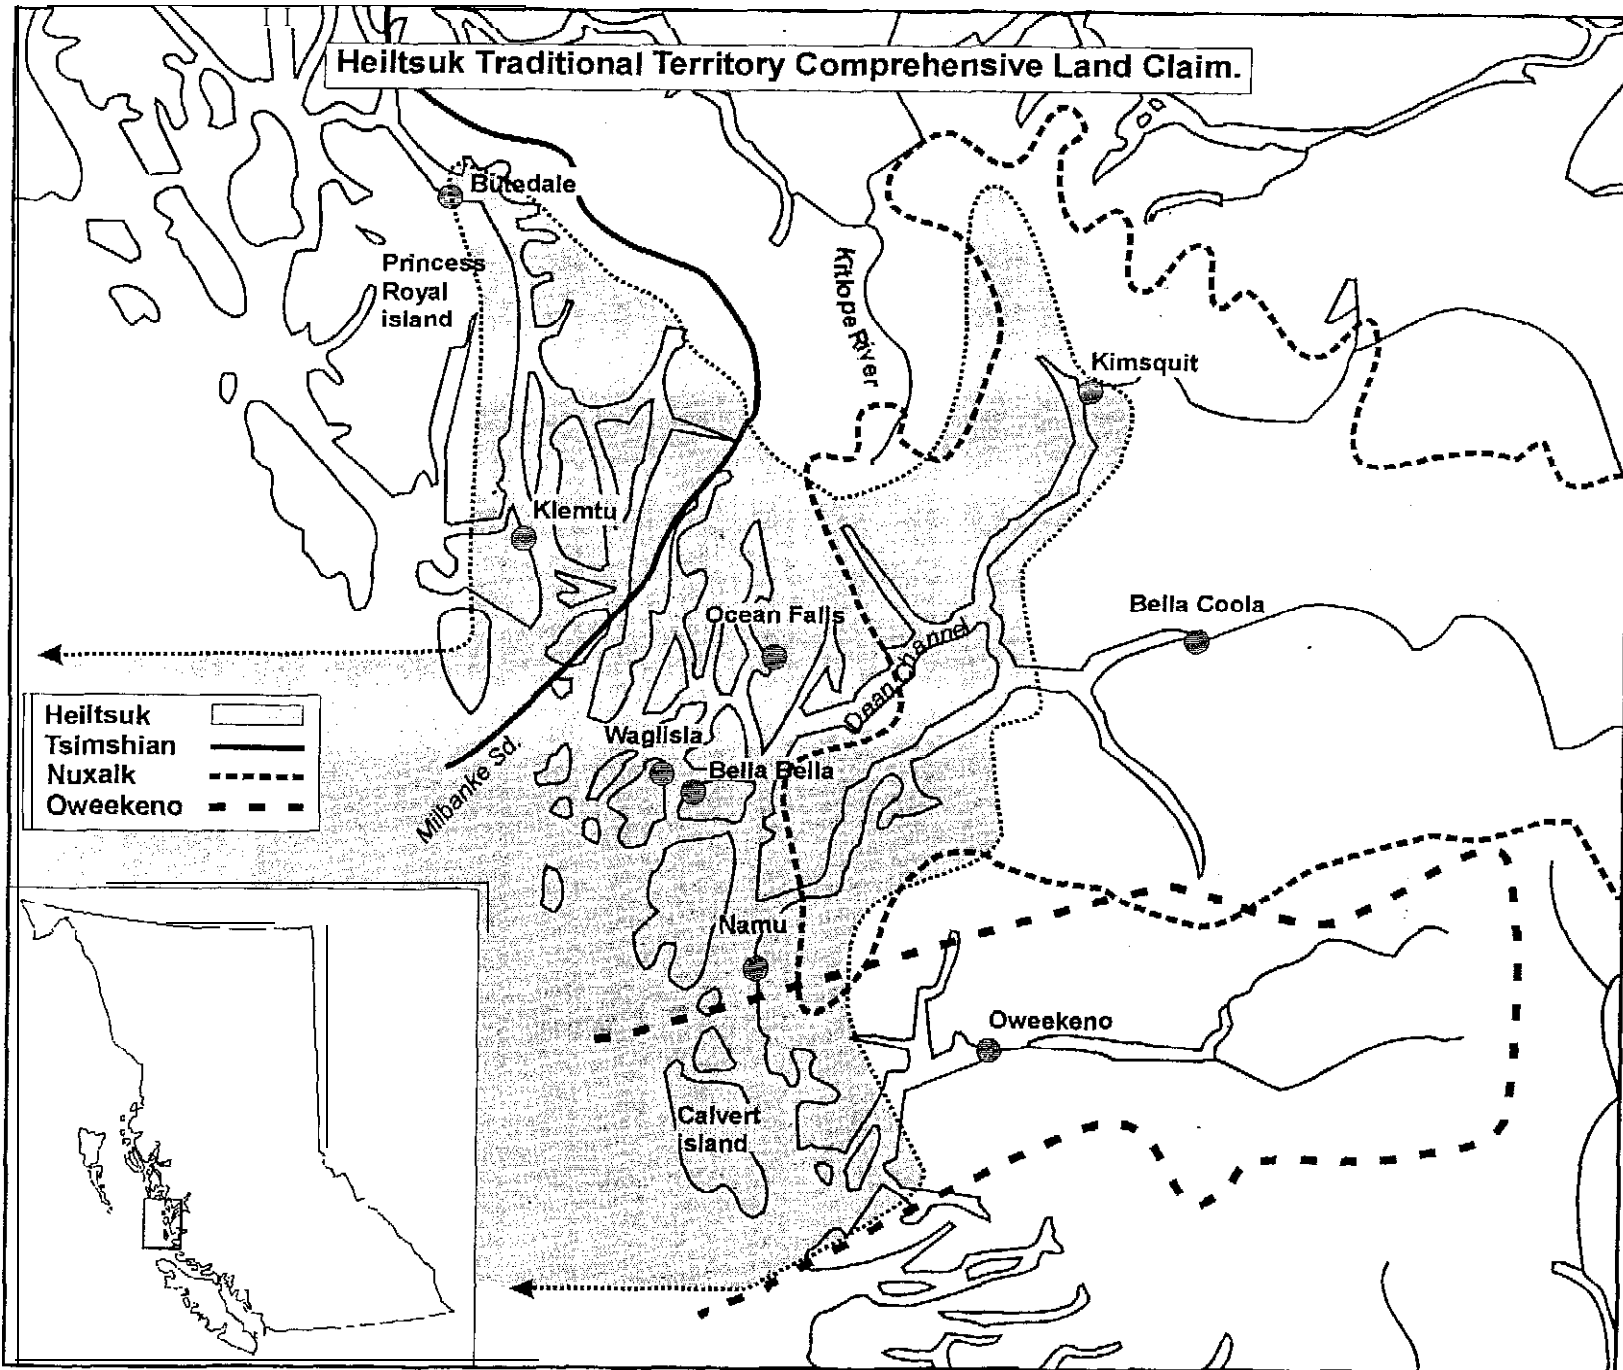 Heiltsuk Traditional Territory Comprehensive Land Claim.
Butedale
Princess
Royal
island
Kitlope River
Kimsquit
Klemtu
Ocean Falls
Bella Coola
Dean Channel
Heiltsuk
Tsimshian
Nuxalk
Oweekeno
Waglisla
Milbanke Sd.
Bella Bella
Namu
Oweekeno
Calvert
island